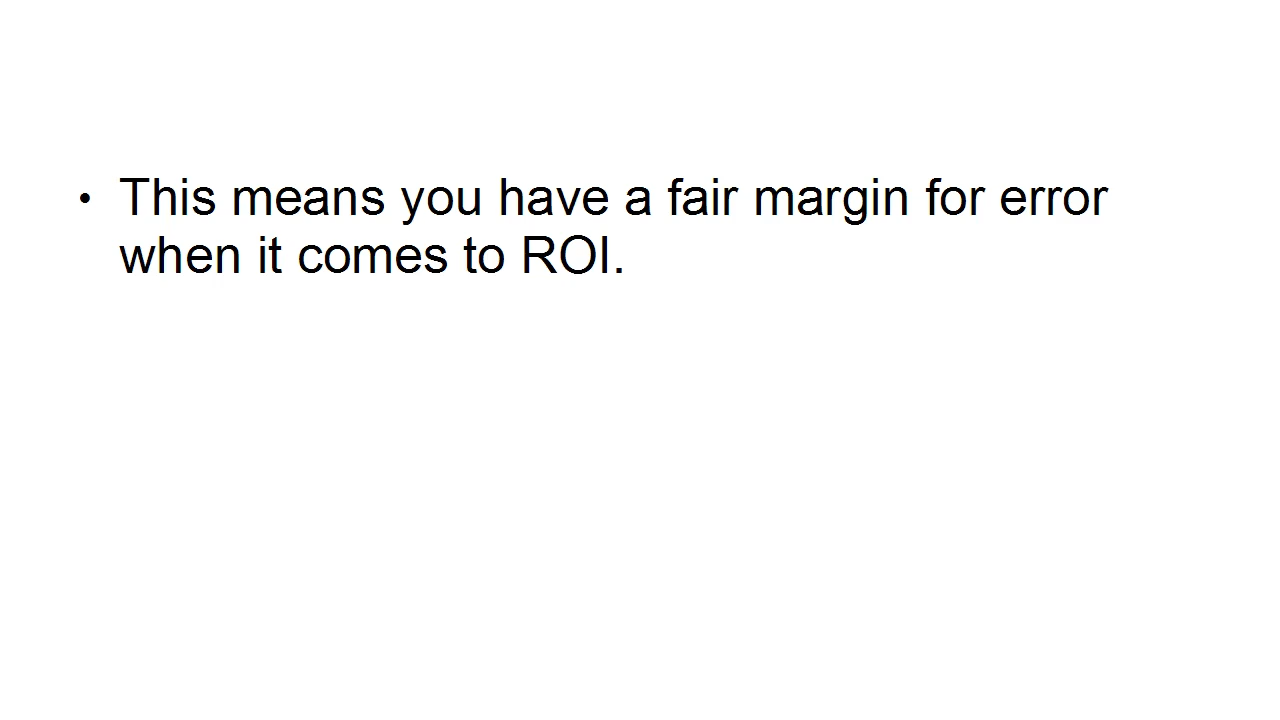 • This means you have a fair margin for error
when it comes to ROI.